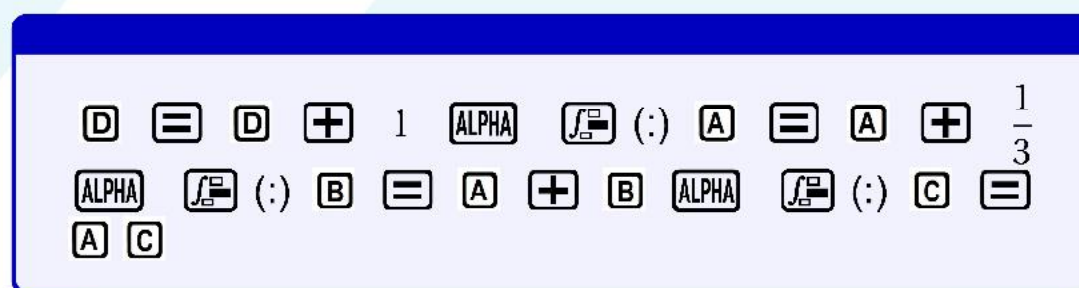 D = D + 1 ALPHA ∫ (:) A = A + 1/3
ALPHA ∫ (:) B = A + B ALPHA ∫ (:) C =
A C